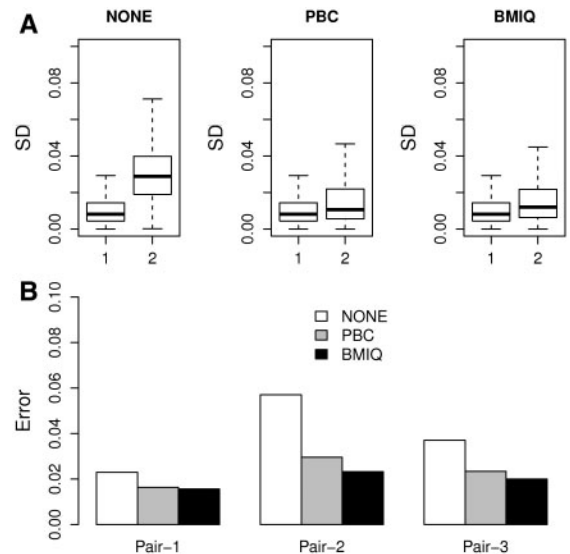 A
NONE
PBC
BMIQ
SD
0.00 0.04 0.08
1 2
SD
0.00 0.04 0.08
1 2
SD
0.00 0.04 0.08
1 2
B
Error
0.00 0.02 0.04 0.06 0.08 0.10
NONE
PBC
BMIQ
Pair-1 Pair-2 Pair-3